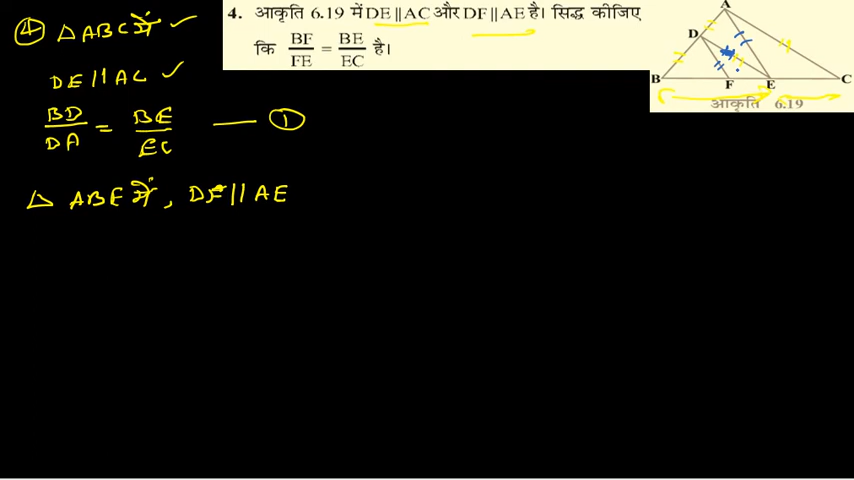 4. आकृति 6.19 में DE||AC और DF||AE है। सिद्ध कीजिए
कि BF/FE = BE/EC है।
A
D
B F E C
आकृति 6.19
④ △ ABC में
DE || AC
BD/DA = BE/EC — ①
△ ABE में, DF || AE